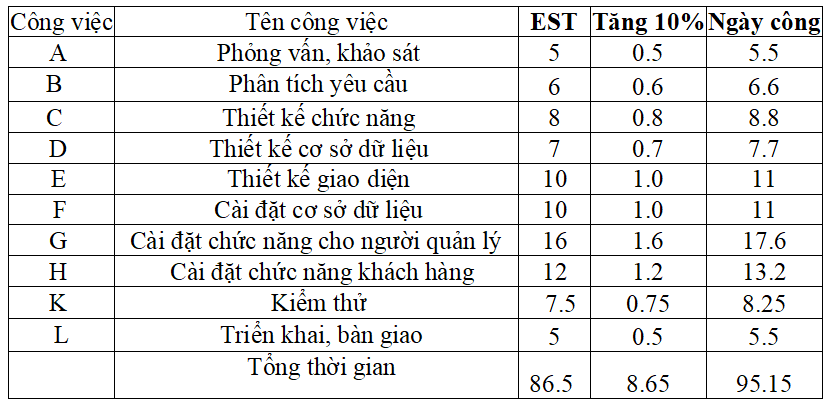 Công việc Tên công việc EST Tăng 10% Ngày công
A Phỏng vấn, khảo sát 5 0.5 5.5
B Phân tích yêu cầu 6 0.6 6.6
C Thiết kế chức năng 8 0.8 8.8
D Thiết kế cơ sở dữ liệu 7 0.7 7.7
E Thiết kế giao diện 10 1.0 11
F Cài đặt cơ sở dữ liệu 10 1.0 11
G Cài đặt chức năng cho người quản lý 16 1.6 17.6
H Cài đặt chức năng khách hàng 12 1.2 13.2
K Kiểm thử 7.5 0.75 8.25
L Triển khai, bàn giao 5 0.5 5.5
Tổng thời gian 86.5 8.65 95.15